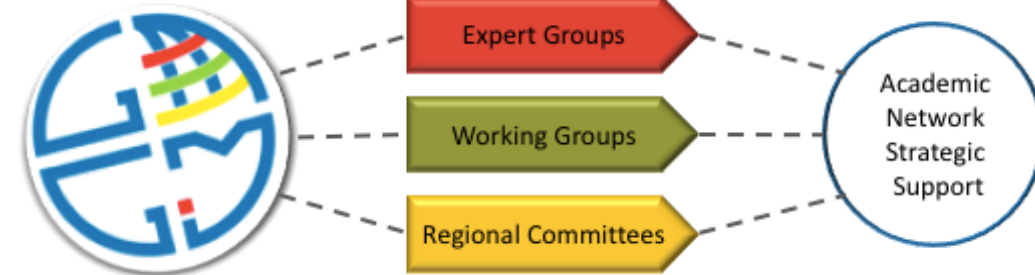 Expert Groups
Working Groups
Regional Committees
Academic
Network
Strategic
Support